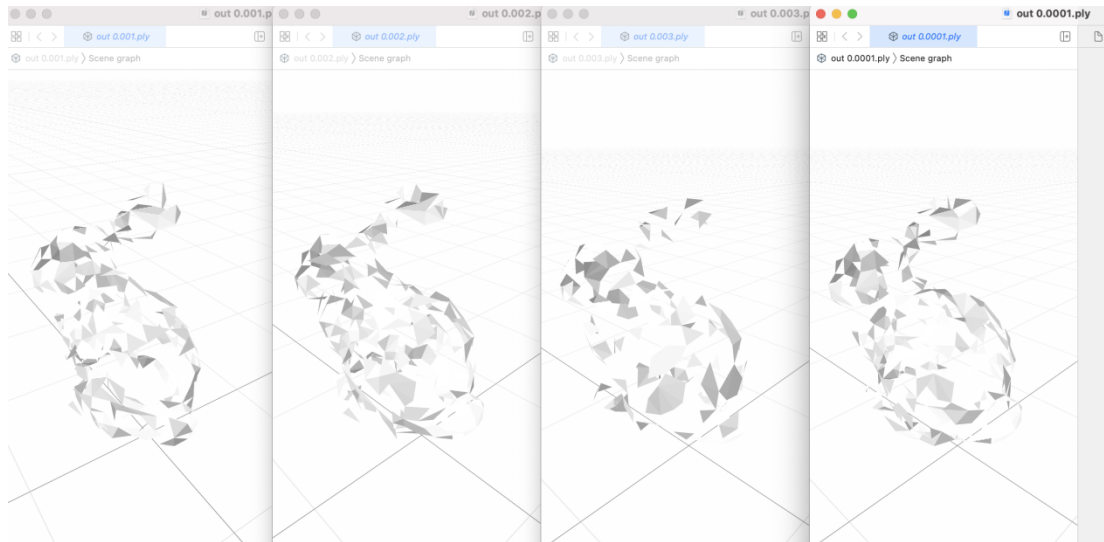 out 0.001.p
out 0.002.p
out 0.003.p
out 0.0001.ply
out 0.001.ply
out 0.002.ply
out 0.003.ply
out 0.0001.ply
out 0.001.ply 〉 Scene graph
out 0.002.ply 〉 Scene graph
out 0.003.ply 〉 Scene graph
out 0.0001.ply 〉 Scene graph